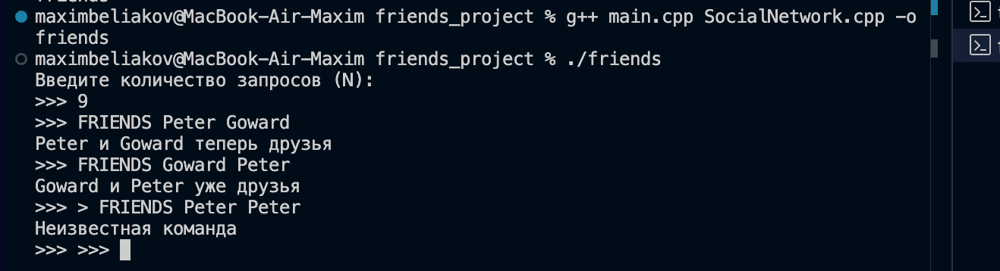 maximbeliakov@MacBook-Air-Maxim friends_project % g++ main.cpp SocialNetwork.cpp -o
friends
maximbeliakov@MacBook-Air-Maxim friends_project % ./friends
Введите количество запросов (N):
>>> 9
>>> FRIENDS Peter Goward
Peter и Goward теперь друзья
>>> FRIENDS Goward Peter
Goward и Peter уже друзья
>>> > FRIENDS Peter Peter
Неизвестная команда
>>> >>>